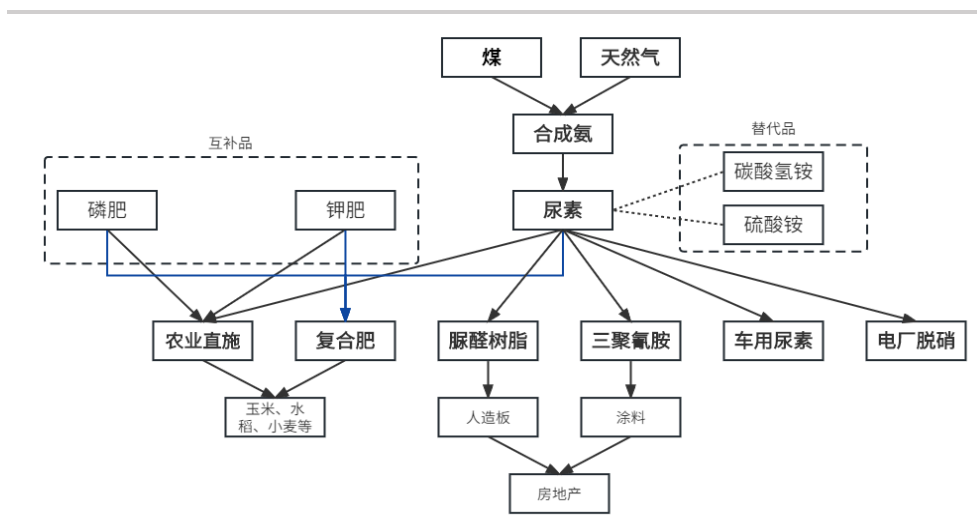 煤
天然气
合成氨
互补品
替代品
磷肥
钾肥
尿素
碳酸氢铵
硫酸铵
农业直施
复合肥
脲醛树脂
三聚氰胺
车用尿素
电厂脱硝
玉米、水
稻、小麦等
人造板
涂料
房地产